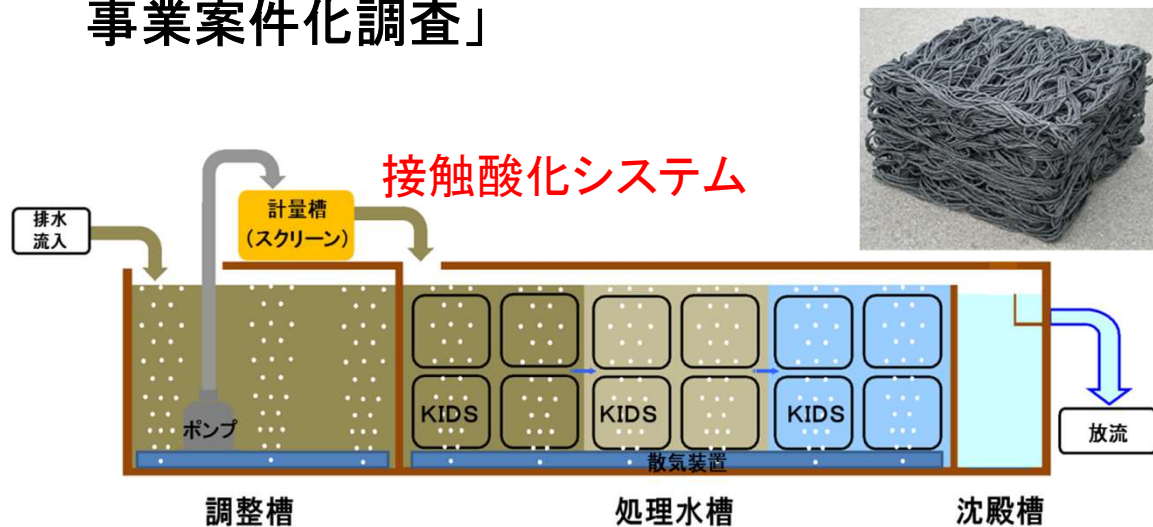 事業案件化調査」
接触酸化システム
排水
流入
計量槽
(スクリーン)
KIDS
KIDS
KIDS
ポンプ
散気装置
放流
調整槽
処理水槽
沈殿槽